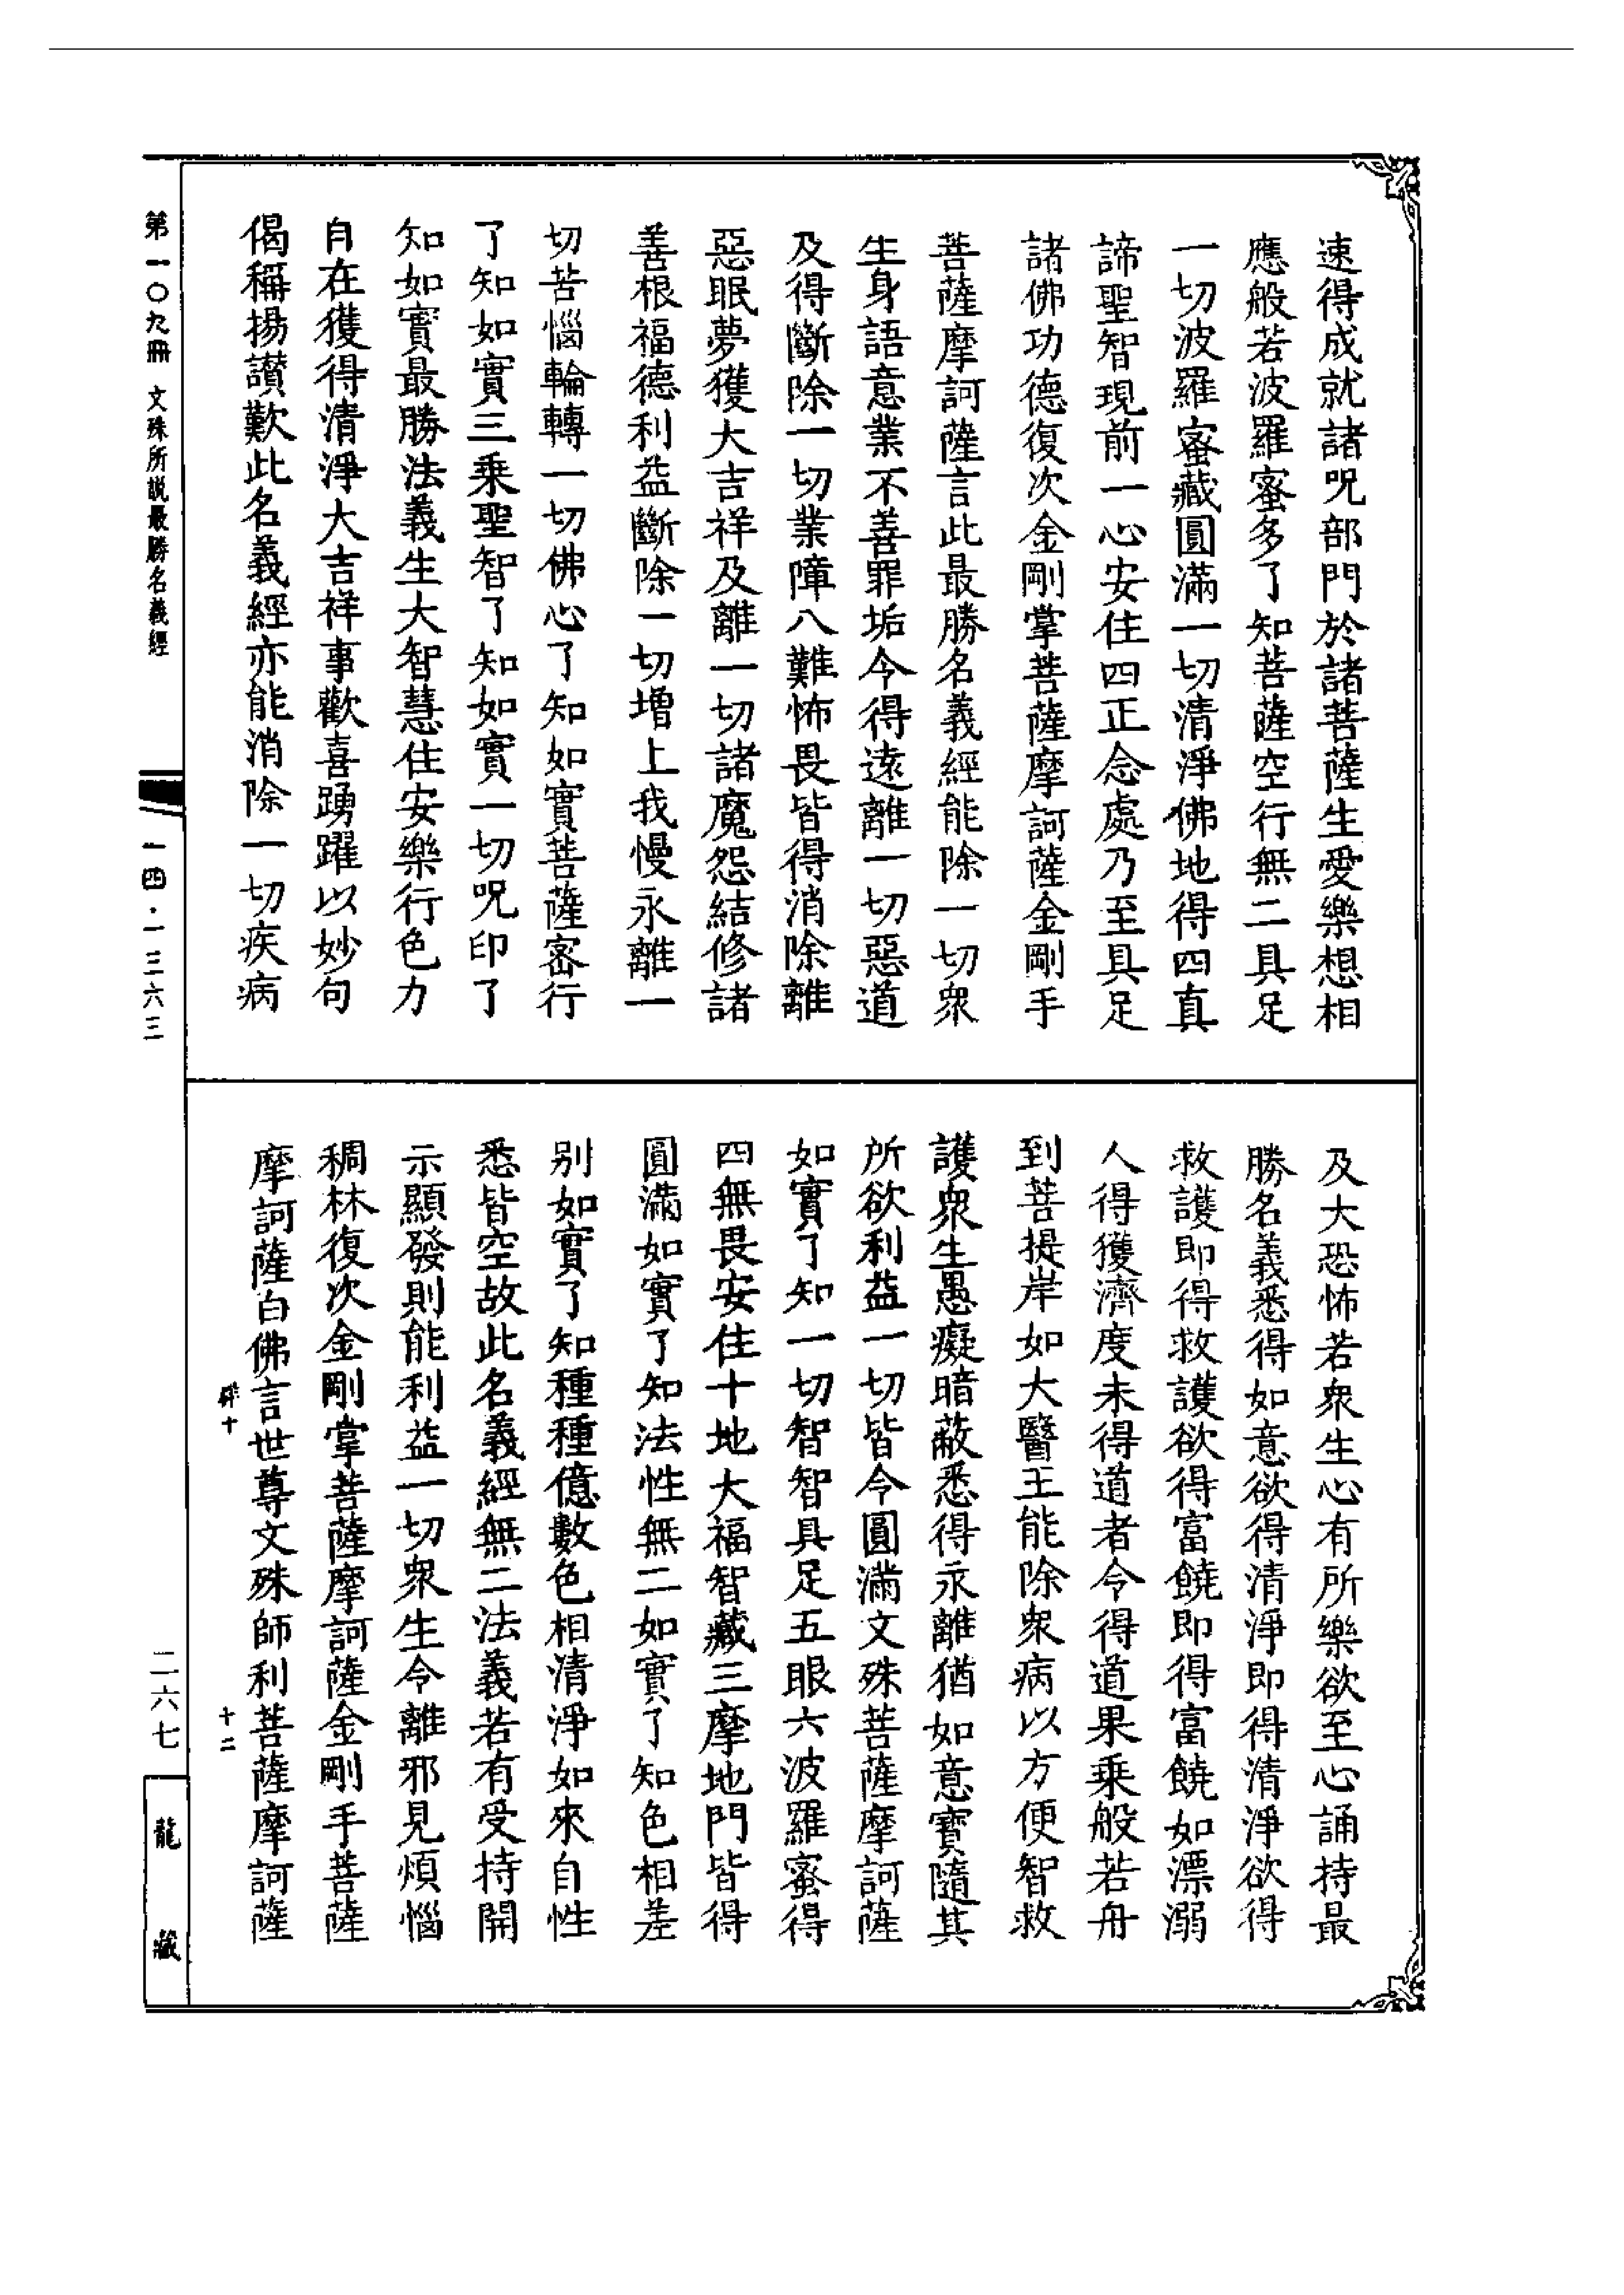 速得成就諸呪部門於諸菩薩生愛樂想相
應般若波羅蜜多了知菩薩空行無二具足
一切波羅蜜藏圓滿一切清淨佛地得四真
諦聖智現前一心安住四正念處乃至具足
諸佛功德復次金剛掌菩薩摩訶薩金剛手
菩薩摩訶薩言此最勝名義經能除一切衆
生身語意業不善罪垢今得遠離一切惡道
及得斷除一切業障八難怖畏皆得消除離
惡眠夢獲大吉祥及離一切諸魔怨結修諸
善根福德利益斷除一切增上我慢永離一
切苦惱輪轉一切佛心了知如實菩薩密行
了知如實三乘聖智了知如實一切呪印了
知如實最勝法義生大智慧住安樂行色力
自在獲得清淨大吉祥事歡喜踴躍以妙句
偈稱揚讃歎此名義經亦能消除一切疾病
及大恐怖若衆生心有所樂欲至心誦持最
勝名義悉得如意欲得清淨即得清淨欲得
救護即得救護欲得富饒即得富饒如漂溺
人得獲濟度未得道者令得道果乘般若舟
到菩提岸如大醫王能除衆病以方便智救
護衆生愚癡暗蔽悉得永離猶如意寶隨其
所欲利益一切皆令圓滿文殊菩薩摩訶薩
如實了知一切智智具足五眼六波羅蜜得
四無畏安住十地大福智藏三摩地門皆得
圓滿如實了知法性無二如實了知色相差
別如實了知種種億數色相清淨如來自性
悉皆空故此名義經無二法義若有受持開
示顯發則能利益一切衆生令離邪見煩惱
稠林復次金剛掌菩薩摩訶薩金剛手菩薩
摩訶薩白佛言世尊文殊師利菩薩摩訶薩
十二
第一〇九冊 文殊所説最勝名義經
一四·一三六三
二六七
龍藏